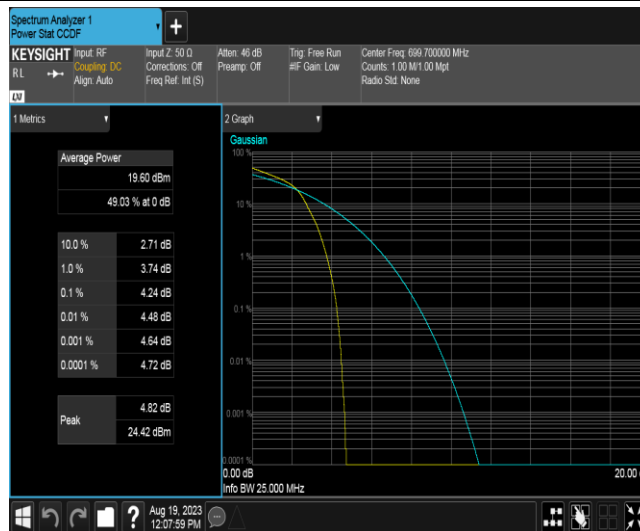 Spectrum Analyzer 1
Power Stat CCDF
+
KEYSIGHT
RL
LXI
Input: RF
Coupling: DC
Align: Auto
Input Z: 50 Ω
Corrections: Off
Freq Ref: Int (S)
Atten: 46 dB
Preamp: Off
Trig: Free Run
#IF Gain: Low
Center Freq: 699.700000 MHz
Counts: 1.00 M/1.00 Mpt
Radio Std: None
1 Metrics
Average Power
19.60 dBm
49.03 % at 0 dB
10.0 % 2.71 dB
1.0 % 3.74 dB
0.1 % 4.24 dB
0.01 % 4.48 dB
0.001 % 4.64 dB
0.0001 % 4.72 dB
Peak
4.82 dB
24.42 dBm
2 Graph
Gaussian
100 %
10 %
1 %
0.1 %
0.01 %
0.001 %
0.0001 %
0.00 dB
20.00
Info BW 25.000 MHz
?
Aug 19, 2023
12:07:59 PM